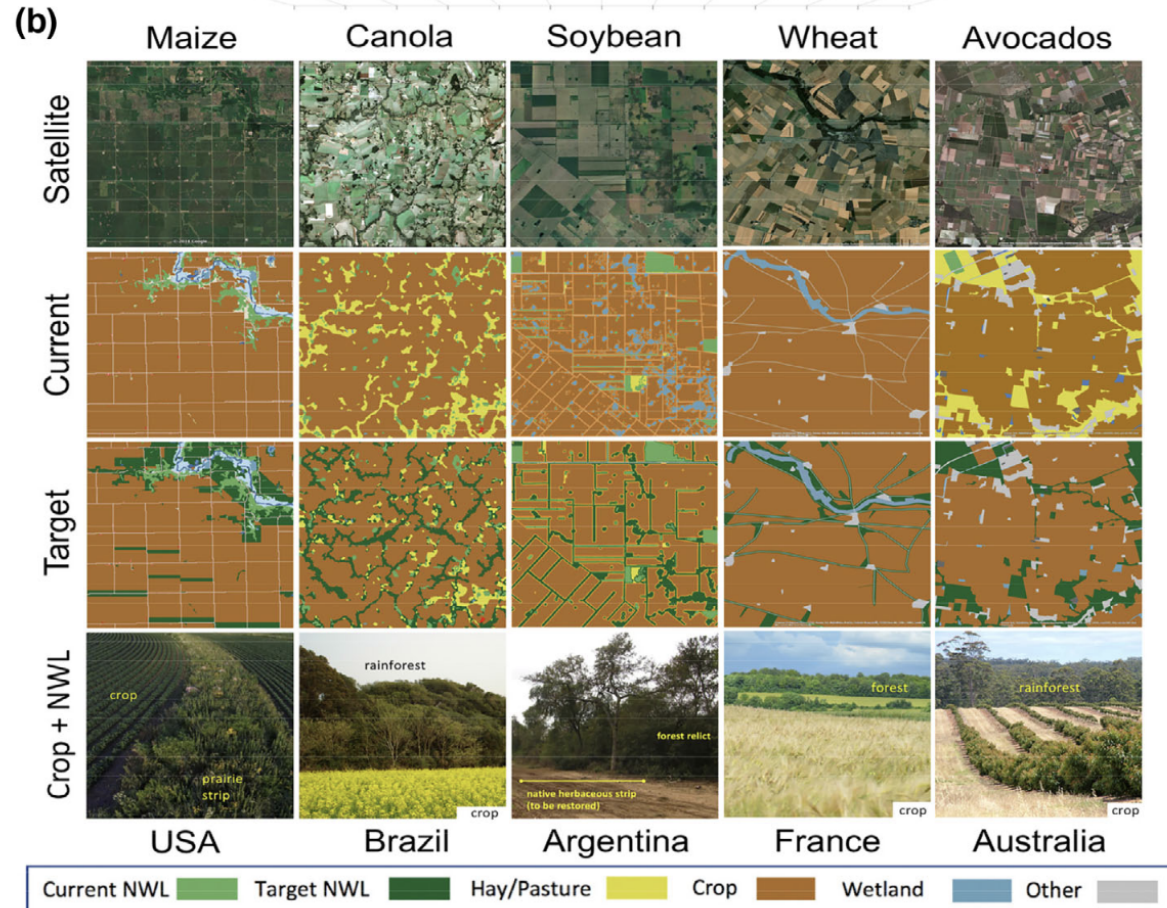 (b)
Maize Canola Soybean Wheat Avocados
Satellite
Current
Target
Crop + NWL
crop
prairie
strip
rainforest
crop
forest relict
native herbaceous strip
(to be restored)
forest
crop
rainforest
crop
USA Brazil Argentina France Australia
Current NWL Target NWL Hay/Pasture Crop Wetland Other